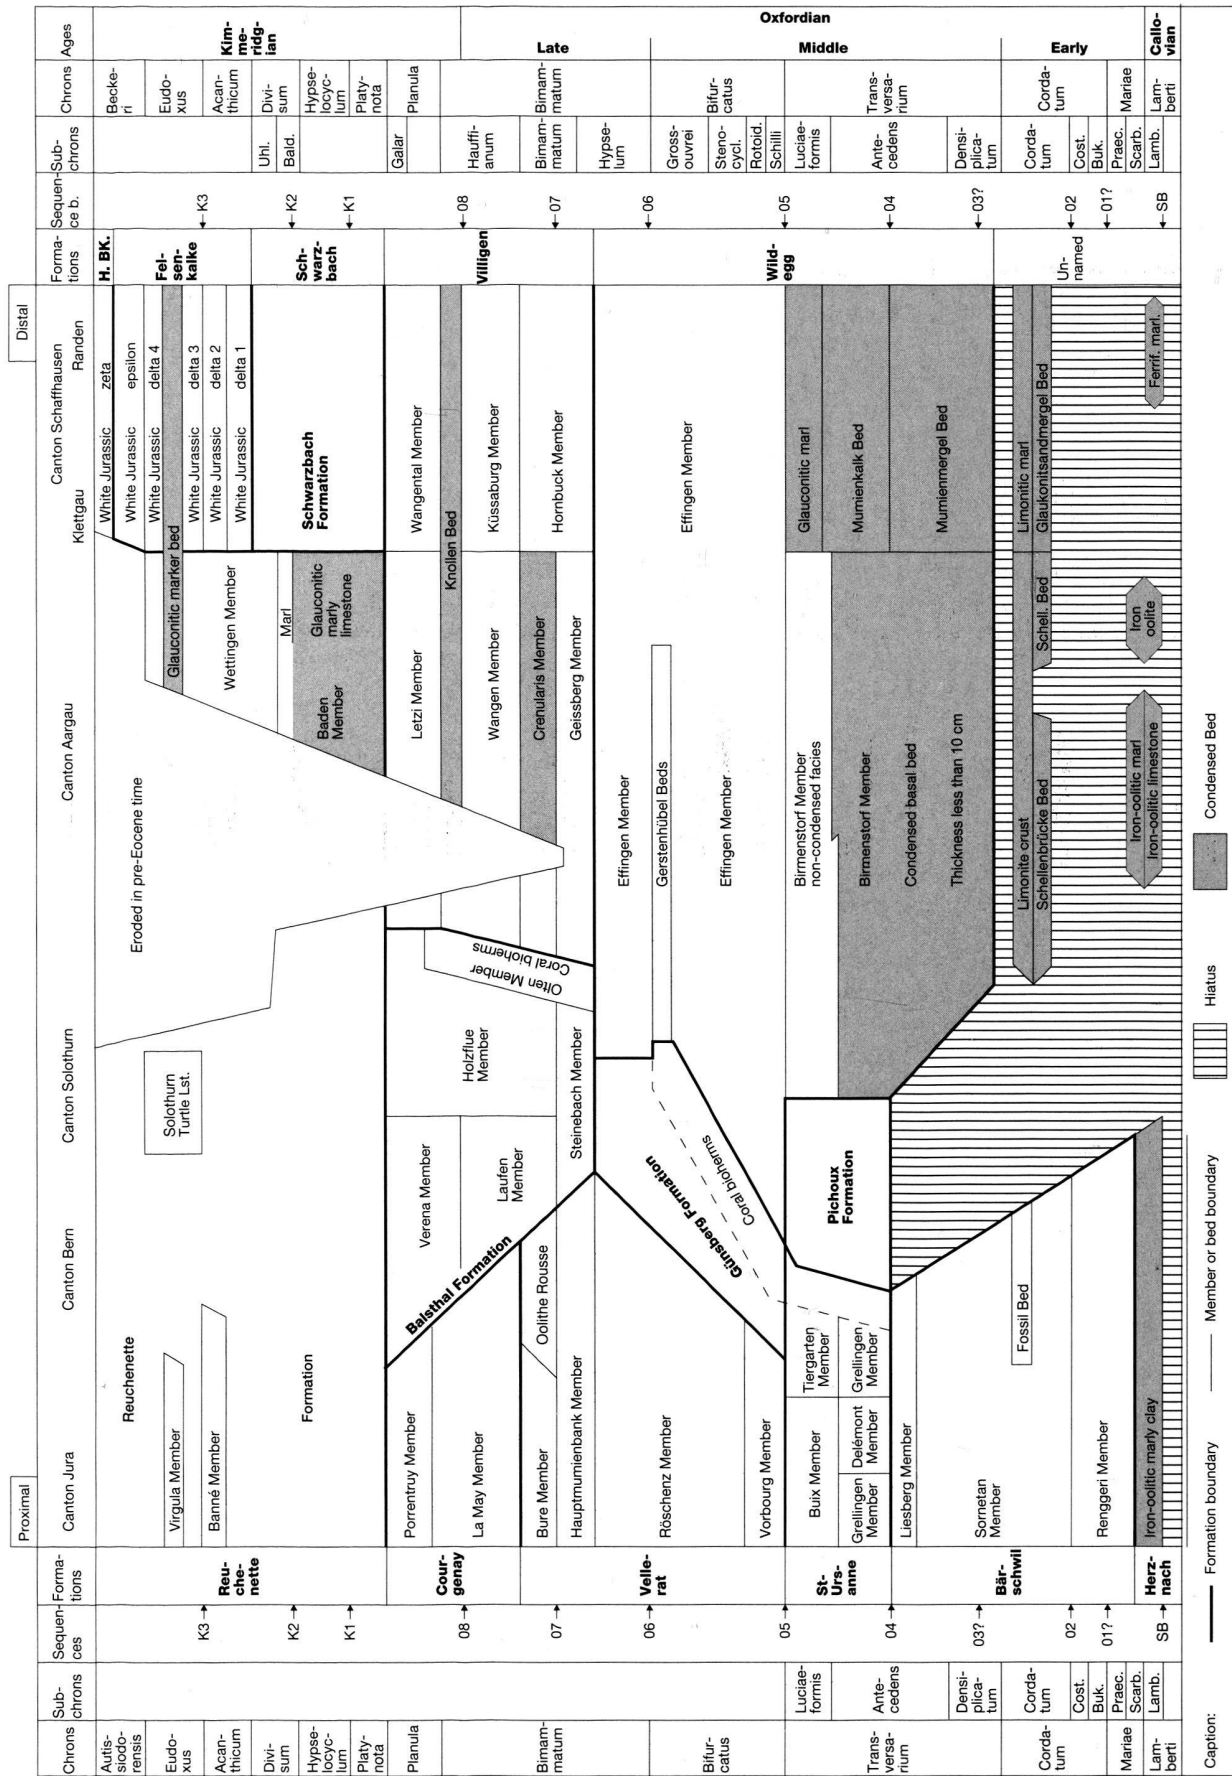 Proximal
Distal
Chrons
Sub-
chrons
Sequen-
ces
Forma-
tions
Canton Jura
Canton Bern
Canton Solothurn
Canton Aargau
Canton Schaffhausen
Klettgau
Randen
Forma-
tions
Sequen-
ce b.
Sub-
chrons
Chrons
Ages
Autis-
siodo-
rensis
Eudo-
xus
Acan-
thicum
Divi-
sum
Hypse-
locyc-
lum
Platy-
nota
Planula
Bimam-
matum
Bifur-
catus
Trans-
versa-
rium
Corda-
tum
Mariae
Lam-
berti
Luciae-
formis
Ante-
cedens
Densi-
plica-
tum
Corda-
tum
Cost.
Buk.
Praec.
Scarb.
Lamb.
K3
K2
K1
08
07
06
05
04
03?
02
01?
SB
Reu-
che-
nette
Cour-
genay
Velle-
rat
St-
Urs-
anne
Bär-
schwil
Herz-
nach
Reuchenette
Virgula Member
Banné Member
Formation
Solothurn
Turtle Lst.
Eroded in pre-Eocene time
Glauconitic marker bed
Wettingen Member
Marl
Baden
Member
Glauconitic
marly
limestone
White Jurassic zeta
White Jurassic epsilon
White Jurassic delta 4
White Jurassic delta 3
White Jurassic delta 2
White Jurassic delta 1
Schwarzbach
Formation
Porrentruy Member
La May Member
Balsthal Formation
Verena Member
Laufen
Member
Holzflue
Member
Olten Member
Coral bioherms
Letzi Member
Knollen Bed
Wangen Member
Crenularis Member
Geissberg Member
Wangental Member
Küssaburg Member
Hornbuck Member
Bure Member
Oolithe Rousse
Hauptmumienbank Member
Steinebach Member
Röschenz Member
Vorbourg Member
Günsberg Formation
Coral bioherms
Effingen Member
Gerstenhübel Beds
Effingen Member
Effingen Member
Buix Member
Tiergarten
Member
Grellingen
Member
Delémont
Member
Grellingen
Member
Pichoux
Formation
Birmenstorf Member
non-condensed facies
Birmenstorf Member
Condensed basal bed
Thickness less than 10 cm
Glauconitic marl
Mumienkalk Bed
Mumienmergel Bed
Liesberg Member
Sornetan
Member
Fossil Bed
Renggeri Member
Iron-oolitic marly clay
Limonite crust
Schellenbrücke Bed
Schell. Bed
Limonitic marl
Glaukonitsandmergel Bed
Iron-oolitic marl
Iron-oolitic limestone
Iron
oolite
Ferrif. marl.
H. BK.
Fel-
sen-
kalke
Sch-
warz-
bach
Villigen
Wild-
egg
Un-
named
K3
K2
K1
08
07
06
05
04
03?
02
01?
SB
Uhl.
Bald.
Galar
Hauffi-
anum
Bimam-
matum
Hypse-
lum
Gross-
ouvrei
Steno-
cycl.
Rotoid.
Schilli
Luciae-
formis
Ante-
cedens
Densi-
plica-
tum
Corda-
tum
Cost.
Buk.
Praec.
Scarb.
Lamb.
Becke-
ri
Eudo-
xus
Acan-
thicum
Divi-
sum
Hypse-
locyc-
lum
Platy-
nota
Planula
Bimam-
matum
Bifur-
catus
Trans-
versa-
rium
Corda-
tum
Mariae
Lam-
berti
Kim-
me-
ridg-
ian
Oxfordian
Late
Middle
Early
Callo-
vian
Caption:
Formation boundary
Member or bed boundary
Hiatus
Condensed Bed